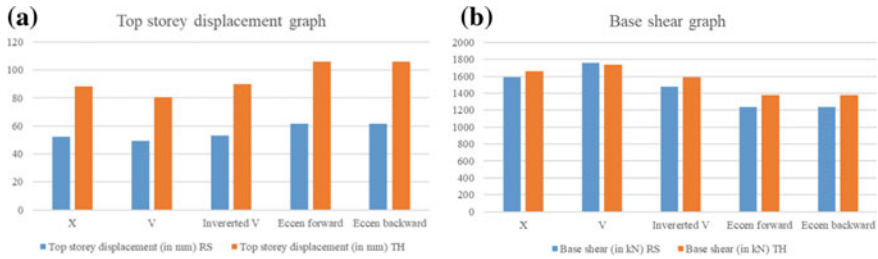 (a)
Top storey displacement graph
120
100
80
60
40
20
0
X V Invererted V Eccen forward Eccen backward
Top storey displacement (in mm) RS Top storey displacement (in mm) TH
(b)
Base shear graph
2000
1800
1600
1400
1200
1000
800
600
400
200
0
X V Inverted V Eccen forward Eccen backward
Base shear (in kN) RS Base shear (in kN) TH